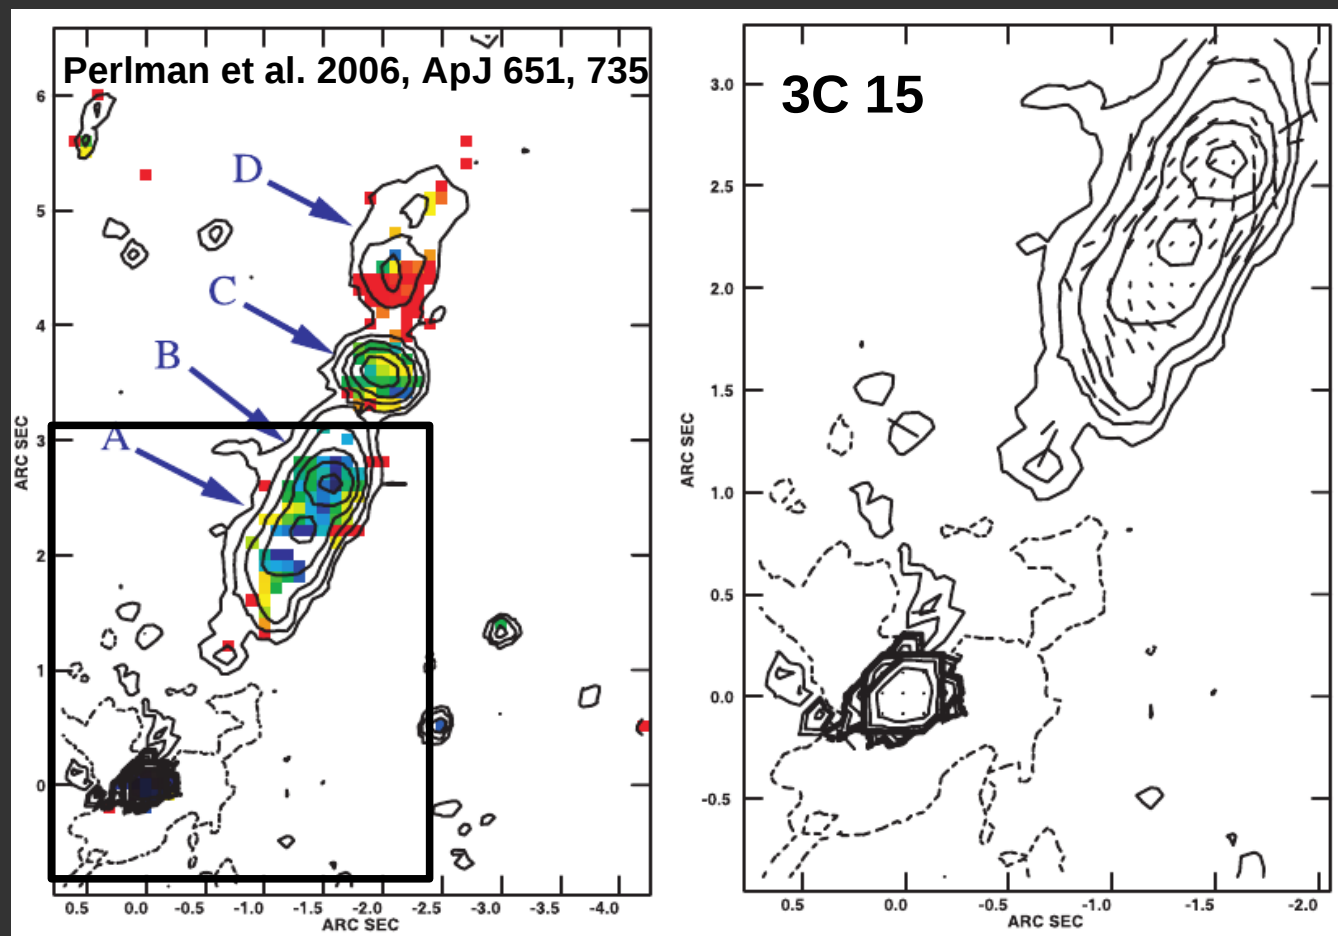 Perlman et al. 2006, ApJ 651, 735
6
5
4
3
2
1
0
ARC SEC
D
C
B
A
0.5 0.0 -0.5 -1.0 -1.5 -2.0 -2.5 -3.0 -3.5 -4.0
ARC SEC
3C 15
3.0
2.5
2.0
1.5
1.0
0.5
0.0
-0.5
ARC SEC
0.5 0.0 -0.5 -1.0 -1.5 -2.0
ARC SEC